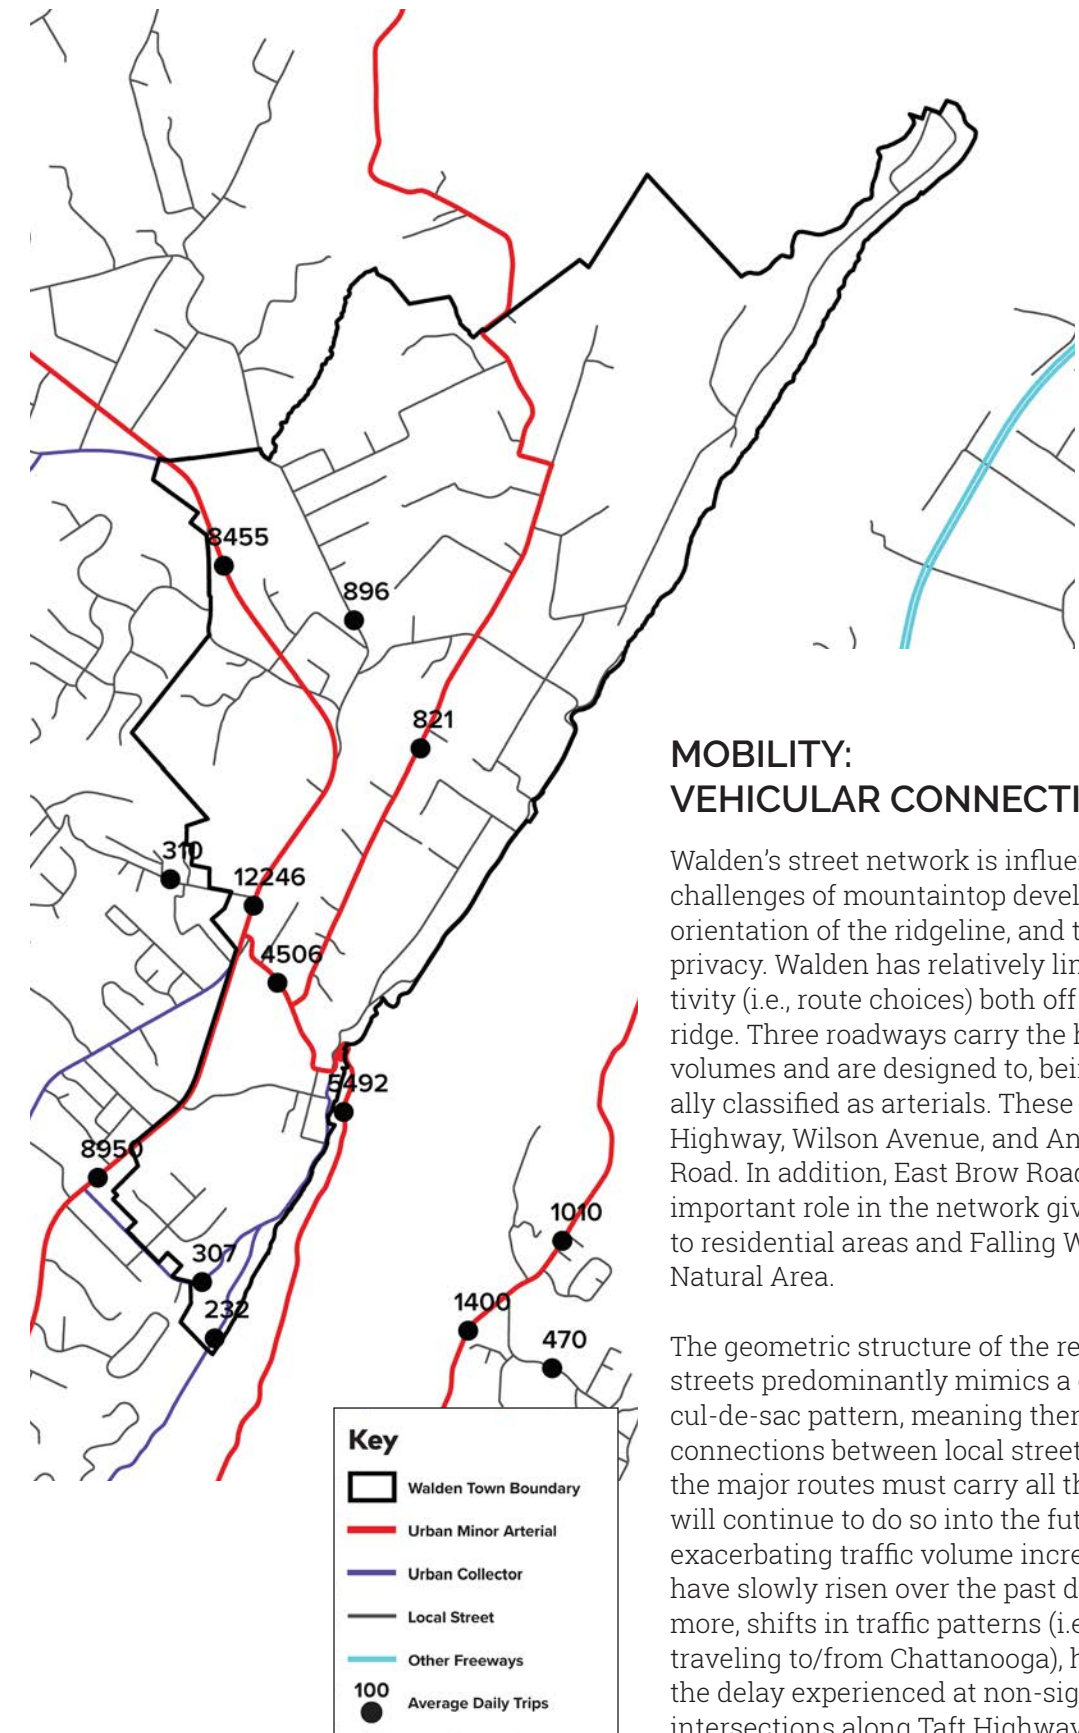 8455
896
821
310
12246
4506
5492
8950
307
232
1010
1400
470
Key
Walden Town Boundary
Urban Minor Arterial
Urban Collector
Local Street
Other Freeways
100
Average Daily Trips
MOBILITY:
VEHICULAR CONNECTI
Walden’s street network is influe
challenges of mountaintop devel
orientation of the ridgeline, and t
privacy. Walden has relatively lin
tivity (i.e., route choices) both off
ridge. Three roadways carry the h
volumes and are designed to, bei
ally classified as arterials. These
Highway, Wilson Avenue, and An
Road. In addition, East Brow Road
important role in the network giv
to residential areas and Falling W
Natural Area.
The geometric structure of the re
streets predominantly mimics a
cul-de-sac pattern, meaning ther
connections between local street
the major routes must carry all th
will continue to do so into the fut
exacerbating traffic volume incre
have slowly risen over the past d
more, shifts in traffic patterns (i.e
traveling to/from Chattanooga), h
the delay experienced at non-sig
intersections along Taft Highway